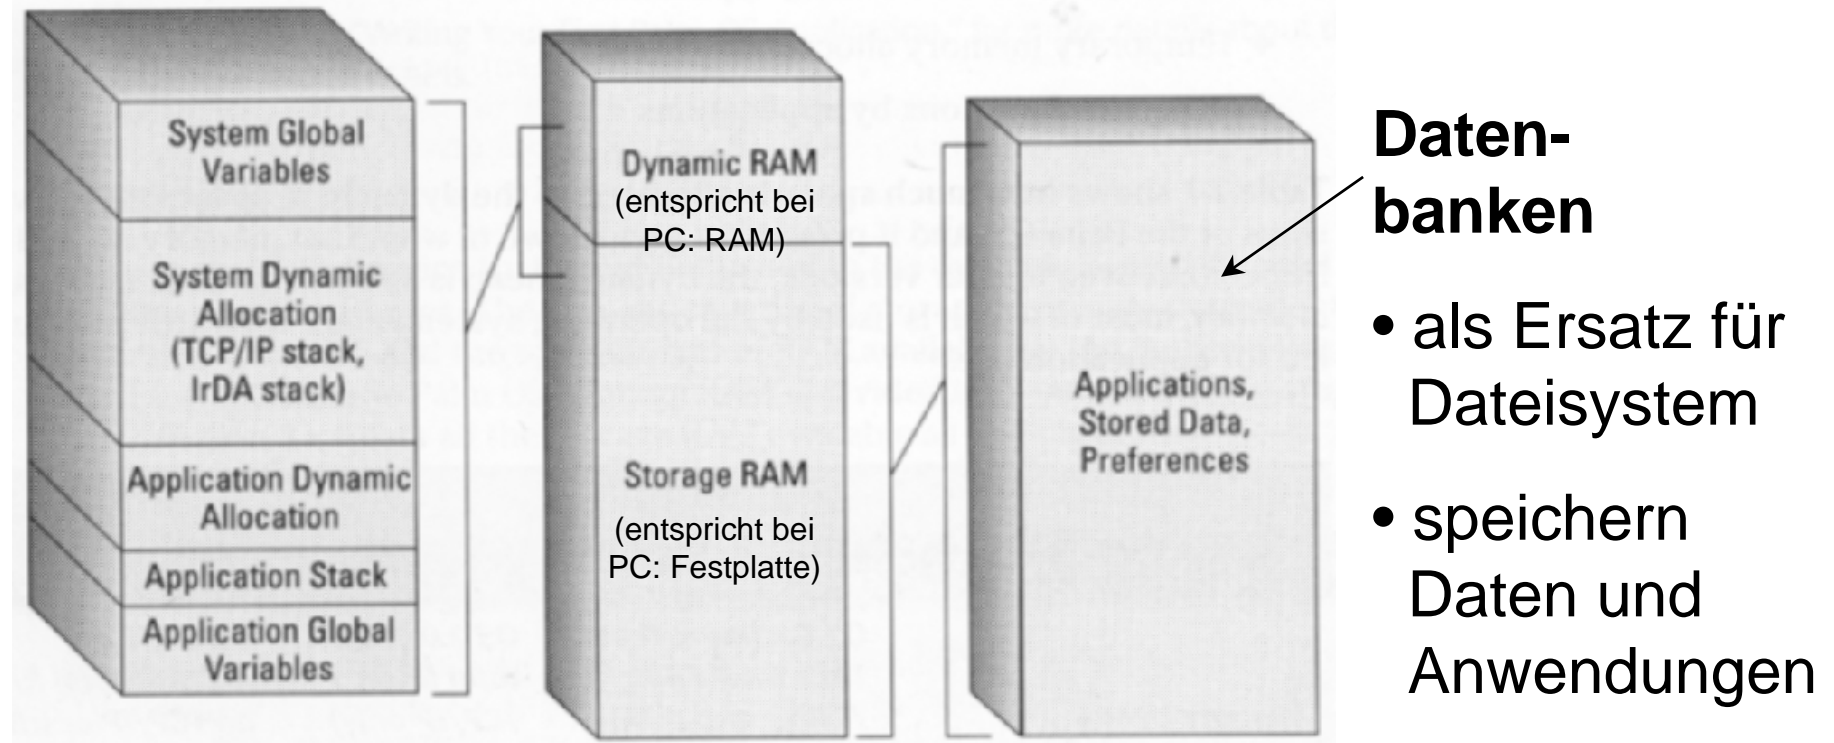 System Global
Variables
System Dynamic
Allocation
(TCP/IP stack,
IrDA stack)
Application Dynamic
Allocation
Application Stack
Application Global
Variables
Dynamic RAM
(entspricht bei
PC: RAM)
Storage RAM
(entspricht bei
PC: Festplatte)
Applications,
Stored Data,
Preferences
Daten-
banken
• als Ersatz für
Dateisystem
• speichern
Daten und
Anwendungen